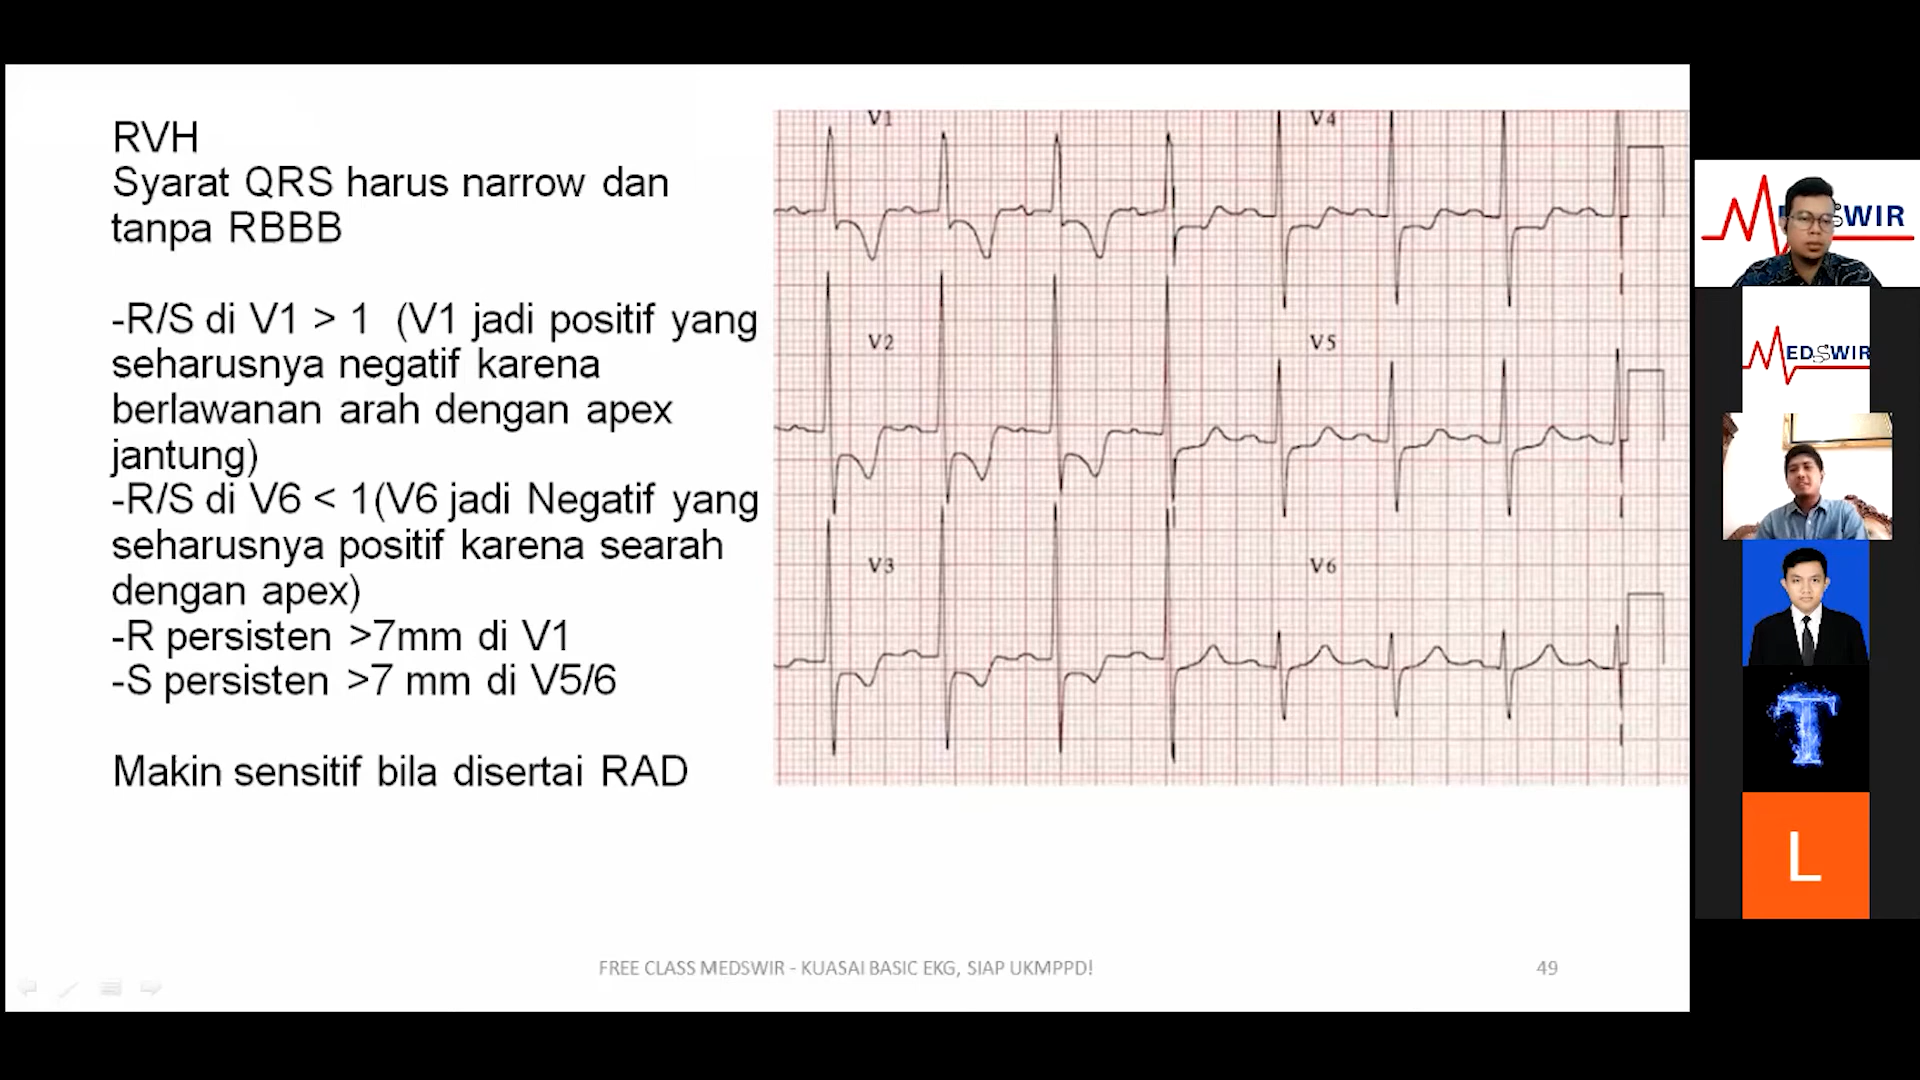 RVH
Syarat QRS harus narrow dan
tanpa RBBB
-R/S di V1 > 1 (V1 jadi positif yang
seharusnya negatif karena
berlawanan arah dengan apex
jantung)
-R/S di V6 < 1(V6 jadi Negatif yang
seharusnya positif karena searah
dengan apex)
-R persisten >7mm di V1
-S persisten >7 mm di V5/6
Makin sensitif bila disertai RAD
V1
V4
V2
V5
V3
V6
FREE CLASS MEDSWIR - KUASAI BASIC EKG, SIAP UKMPPD!
49
SWIR
MEDSWIR
T
L